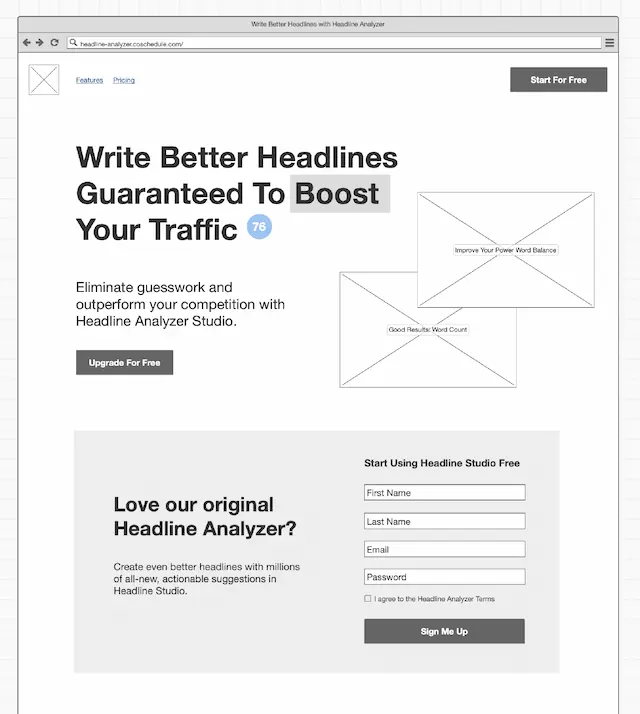 Write Better Headlines with Headline Analyzer
headline-analyzer.coschedule.com/
Features Pricing
Start For Free
Write Better Headlines
Guaranteed To Boost
Your Traffic 76
Improve Your Power Word Balance
Eliminate guesswork and
outperform your competition with
Headline Analyzer Studio.
Good Results: Word Count
Upgrade For Free
Love our original
Headline Analyzer?
Create even better headlines with millions
of all-new, actionable suggestions in
Headline Studio.
Start Using Headline Studio Free
First Name
Last Name
Email
Password
I agree to the Headline Analyzer Terms
Sign Me Up